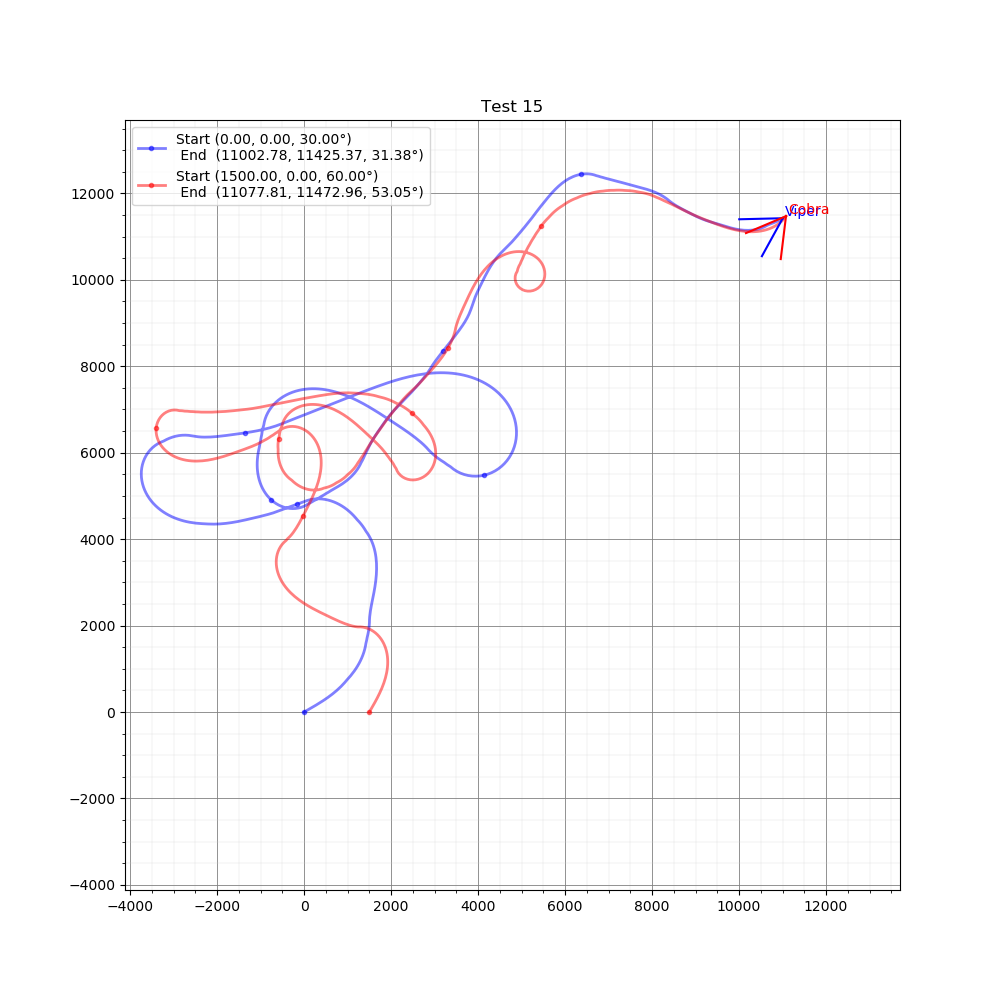 Test 15
Start (0.00, 0.00, 30.00°)
End (11002.78, 11425.37, 31.38°)
Start (1500.00, 0.00, 60.00°)
End (11077.81, 11472.96, 53.05°)
Cobra
Viper
12000
10000
8000
6000
4000
2000
0
−2000
−4000
−4000 −2000 0 2000 4000 6000 8000 10000 12000